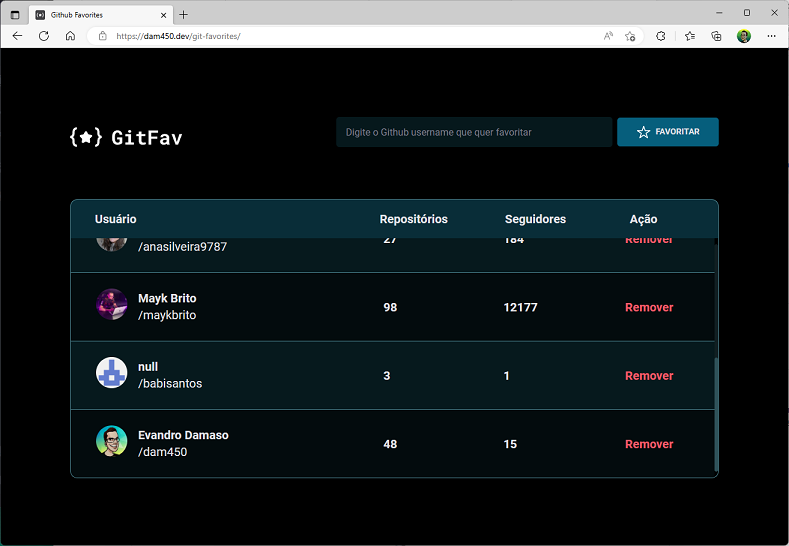 Github Favorites
https://dam450.dev/git-favorites/
{★} GitFav
Digite o Github username que quer favoritar
FAVORITAR
Usuário Repositórios Seguidores Ação
/anasilveira9787 27 184 Remover
Mayk Brito
/maykbrito 98 12177 Remover
null
/babisantos 3 1 Remover
Evandro Damaso
/dam450 48 15 Remover